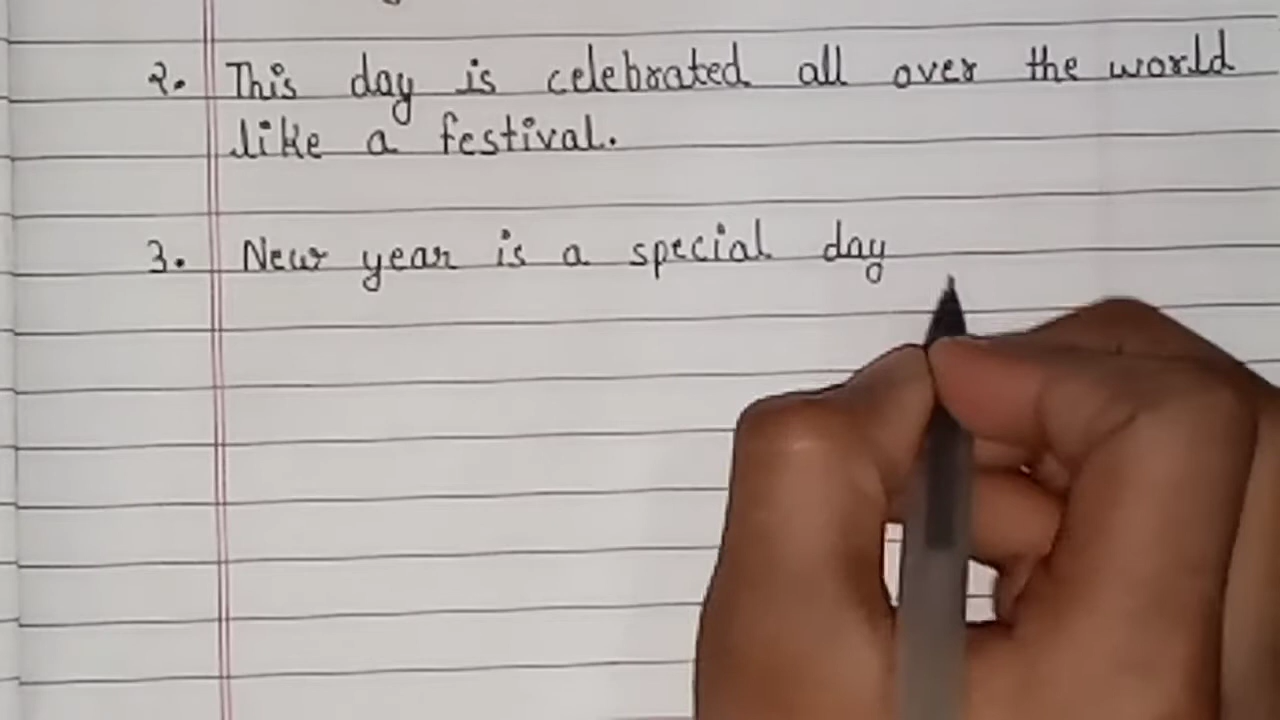 2. This day is celebrated all over the world
like a festival.
3. New year is a special day